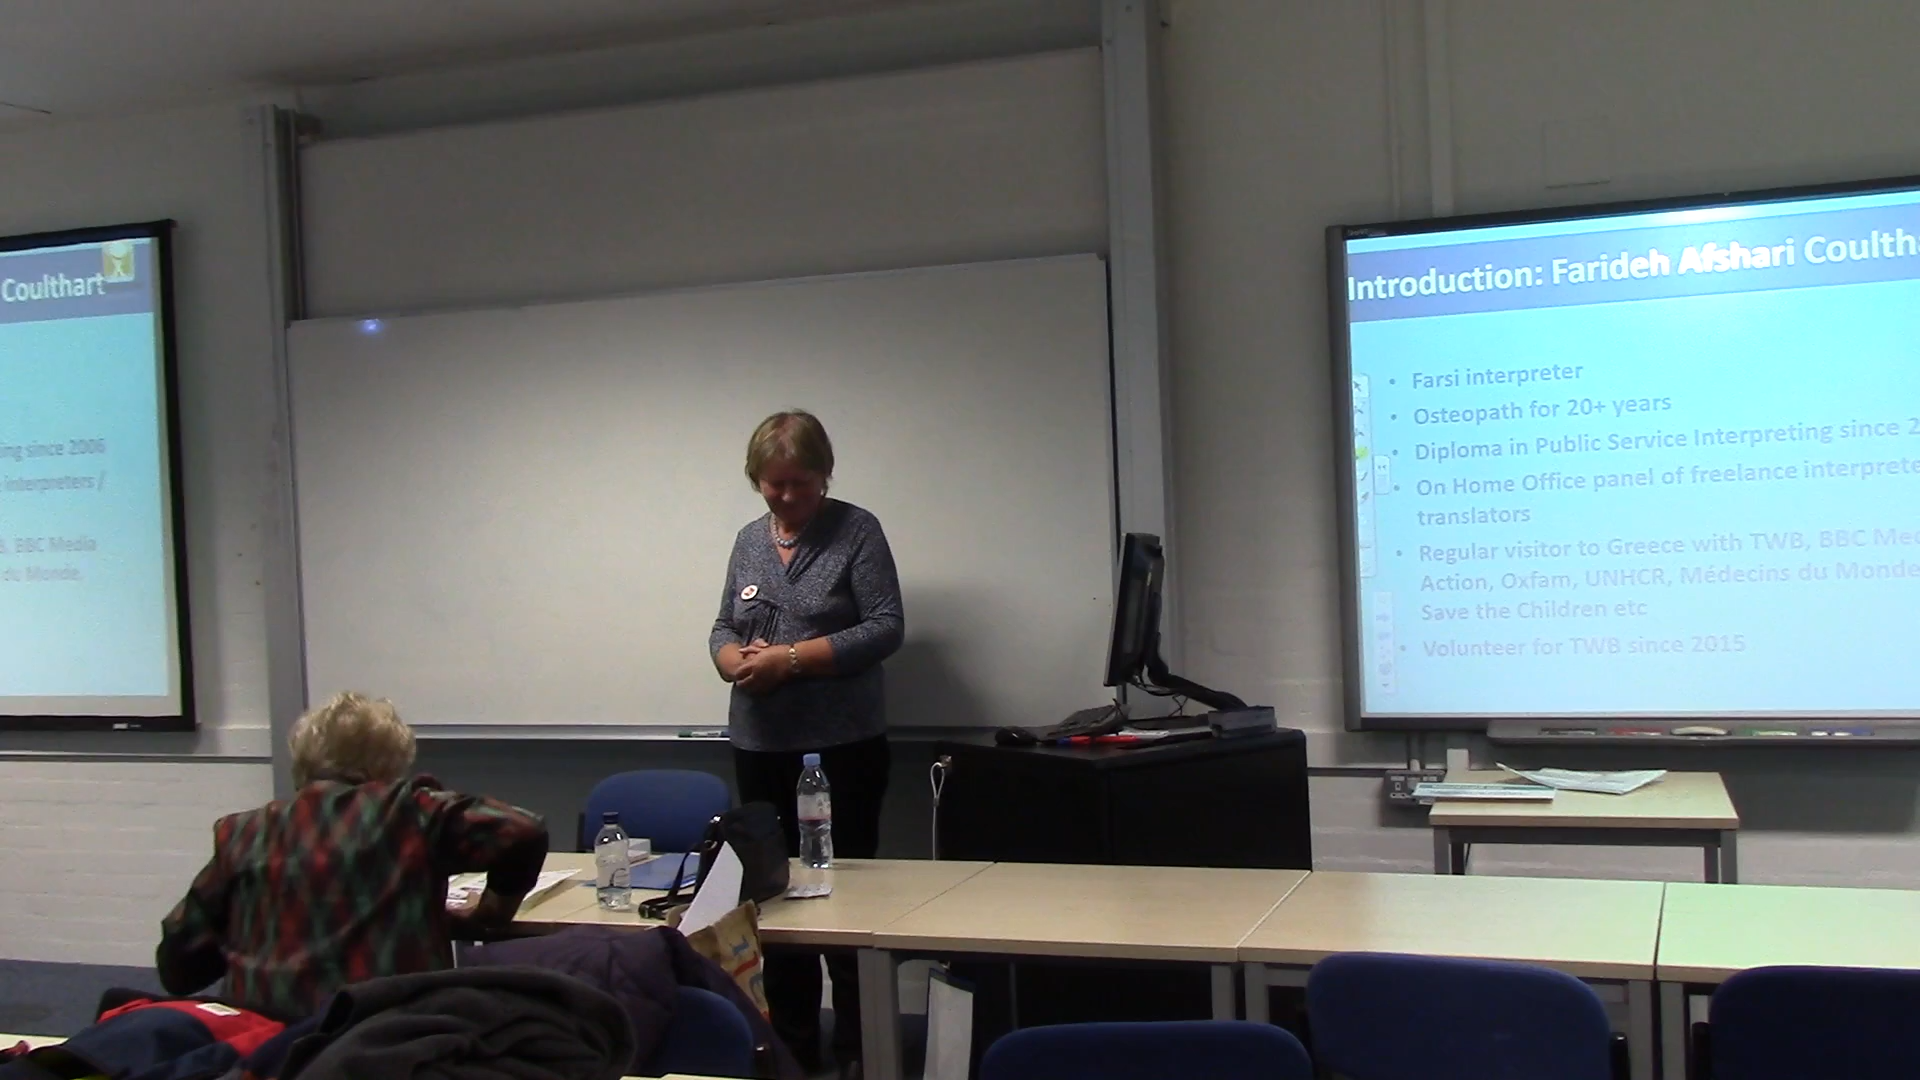 Coulthart
ing since 2006
interpreters /
BBC Media
du Monde,
Introduction: Farideh Afshari Coulth
Farsi interpreter
Osteopath for 20+ years
Diploma in Public Service Interpreting since 2
On Home Office panel of freelance interprete
translators
Regular visitor to Greece with TWB, BBC Med
Action, Oxfam, UNHCR, Médecins du Monde
Save the Children etc
Volunteer for TWB since 2015